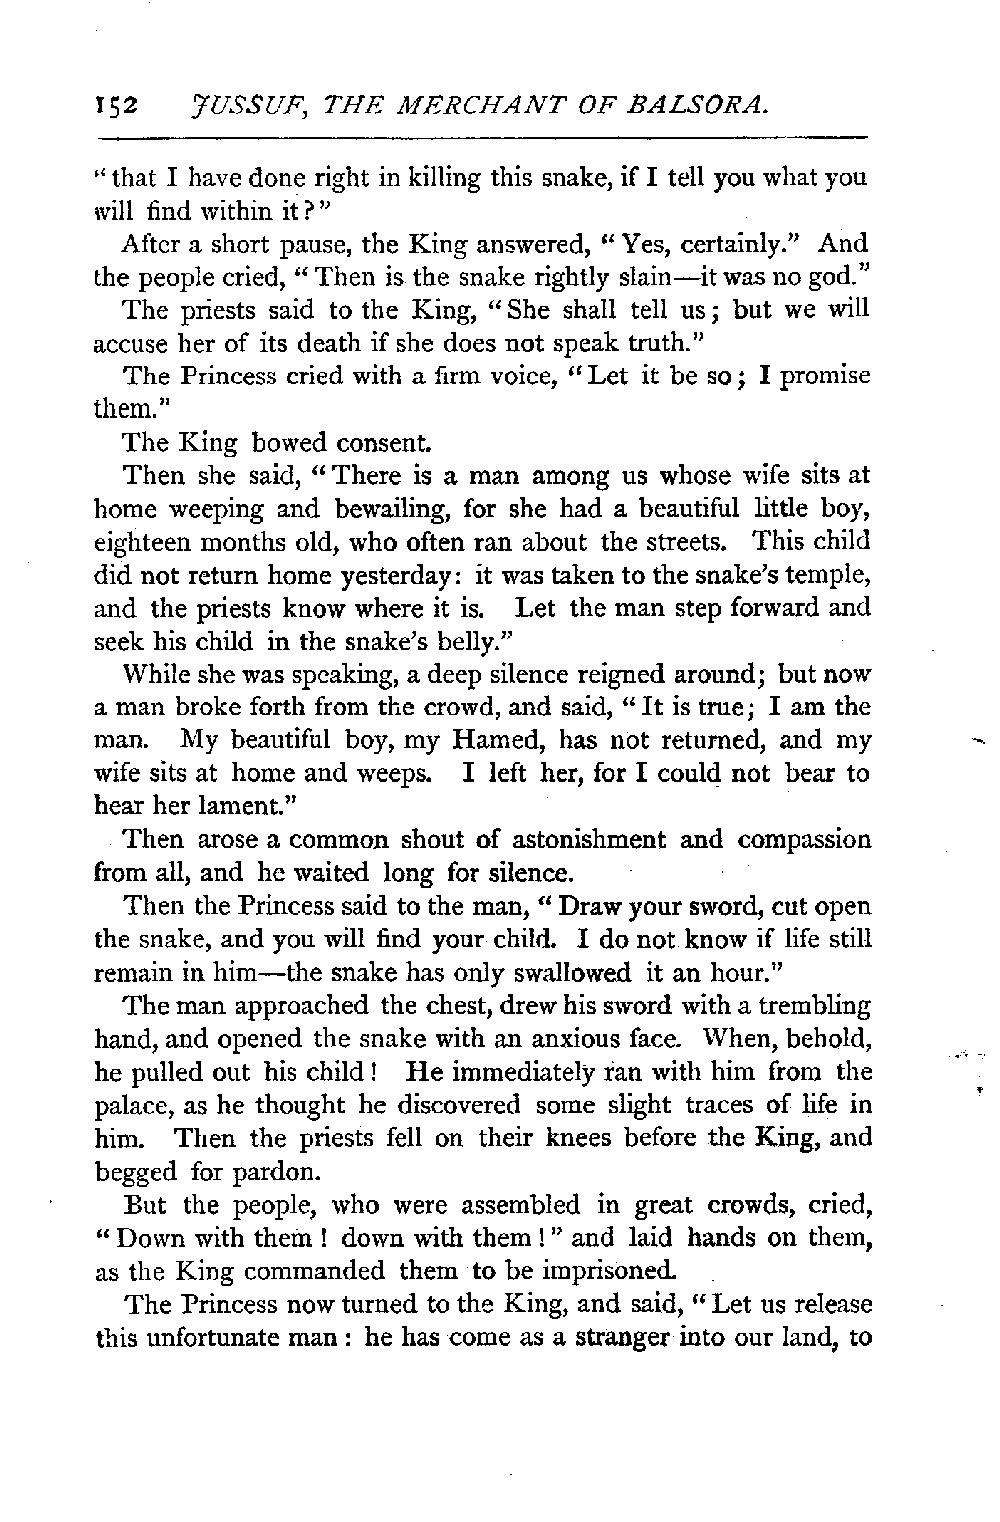 152 JUSSUF, THE MERCHANT OF BALSORA.
"that I have done right in killing this snake, if I tell you what you
will find within it?"
After a short pause, the King answered, "Yes, certainly." And
the people cried, "Then is the snake rightly slain—it was no god."
The priests said to the King, "She shall tell us; but we will
accuse her of its death if she does not speak truth."
The Princess cried with a firm voice, "Let it be so; I promise
them."
The King bowed consent.
Then she said, "There is a man among us whose wife sits at
home weeping and bewailing, for she had a beautiful little boy,
eighteen months old, who often ran about the streets. This child
did not return home yesterday: it was taken to the snake's temple,
and the priests know where it is. Let the man step forward and
seek his child in the snake's belly."
While she was speaking, a deep silence reigned around; but now
a man broke forth from the crowd, and said, "It is true; I am the
man. My beautiful boy, my Hamed, has not returned, and my
wife sits at home and weeps. I left her, for I could not bear to
hear her lament."
Then arose a common shout of astonishment and compassion
from all, and he waited long for silence.
Then the Princess said to the man, "Draw your sword, cut open
the snake, and you will find your child. I do not know if life still
remain in him—the snake has only swallowed it an hour."
The man approached the chest, drew his sword with a trembling
hand, and opened the snake with an anxious face. When, behold,
he pulled out his child! He immediately ran with him from the
palace, as he thought he discovered some slight traces of life in
him. Then the priests fell on their knees before the King, and
begged for pardon.
But the people, who were assembled in great crowds, cried,
"Down with them! down with them!" and laid hands on them,
as the King commanded them to be imprisoned.
The Princess now turned to the King, and said, "Let us release
this unfortunate man: he has come as a stranger into our land, to